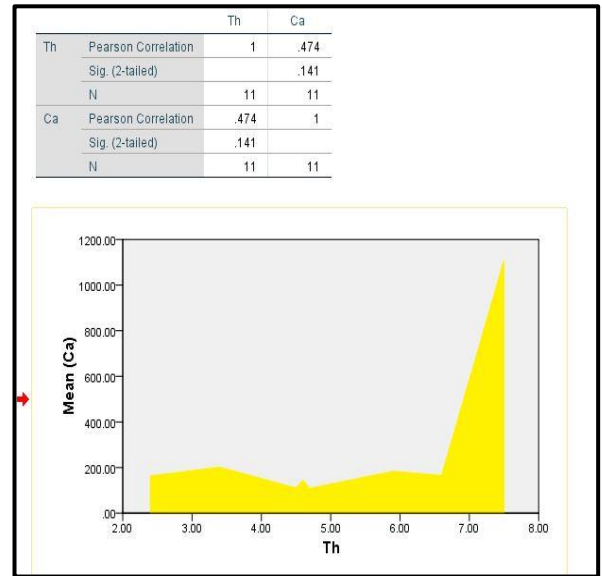 Th Ca
Th Pearson Correlation 1 .474
Sig. (2-tailed) .141
N 11 11
Ca Pearson Correlation .474 1
Sig. (2-tailed) .141
N 11 11
1200.00
1000.00
800.00
600.00
400.00
200.00
.00
Mean (Ca)
2.00 3.00 4.00 5.00 6.00 7.00 8.00
Th